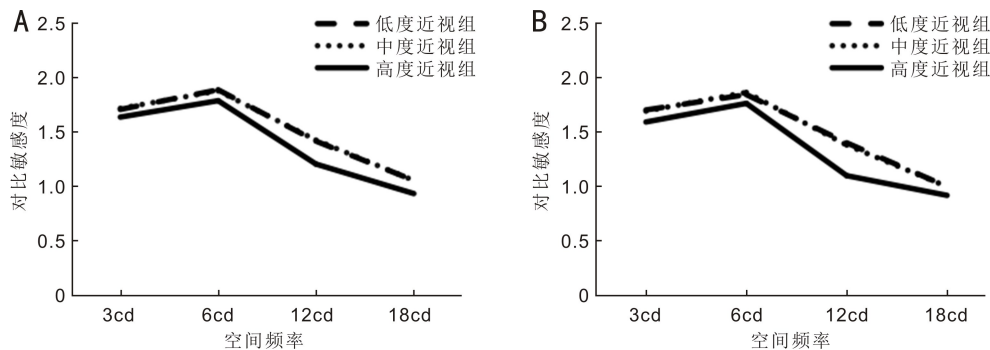 A
低度近视组
中度近视组
高度近视组
2.5
2.0
1.5
1.0
0.5
0
对比敏感度
3cd 6cd 12cd 18cd
空间频率
B
低度近视组
中度近视组
高度近视组
2.5
2.0
1.5
1.0
0.5
0
对比敏感度
3cd 6cd 12cd 18cd
空间频率